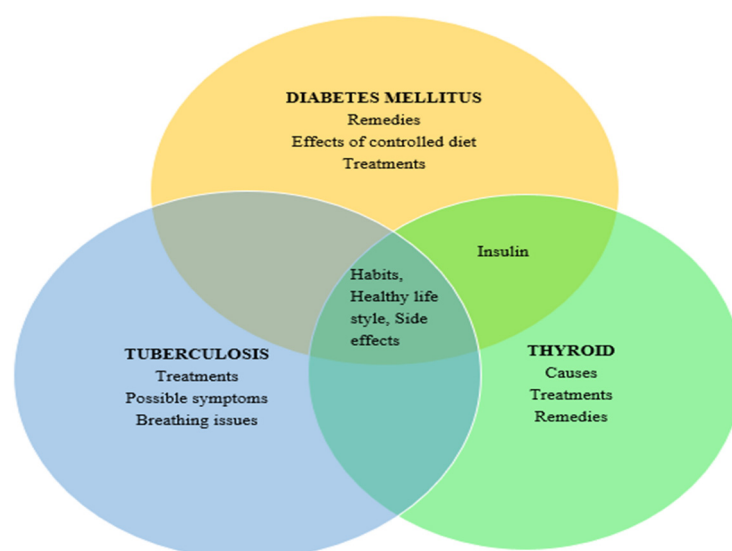 DIABETES MELLITUS
Remedies
Effects of controlled diet
Treatments
Insulin
Habits,
Healthy life
style, Side
effects
TUBERCULOSIS
Treatments
Possible symptoms
Breathing issues
THYROID
Causes
Treatments
Remedies